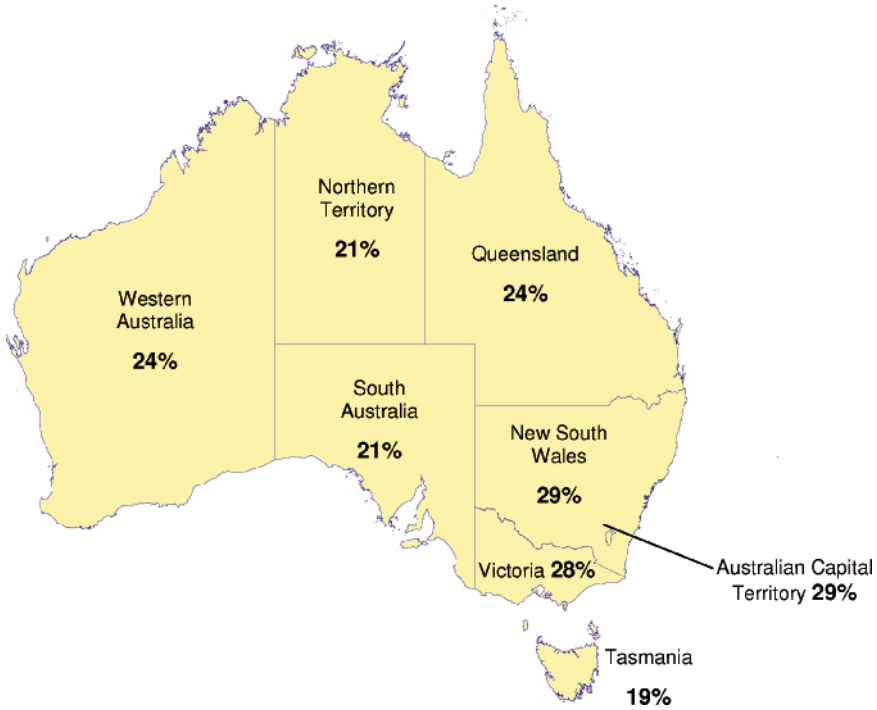 Northern
Territory
21%
Queensland
24%
Western
Australia
24%
South
Australia
21%
New South
Wales
29%
Victoria 28%
Australian Capital
Territory 29%
Tasmania
19%